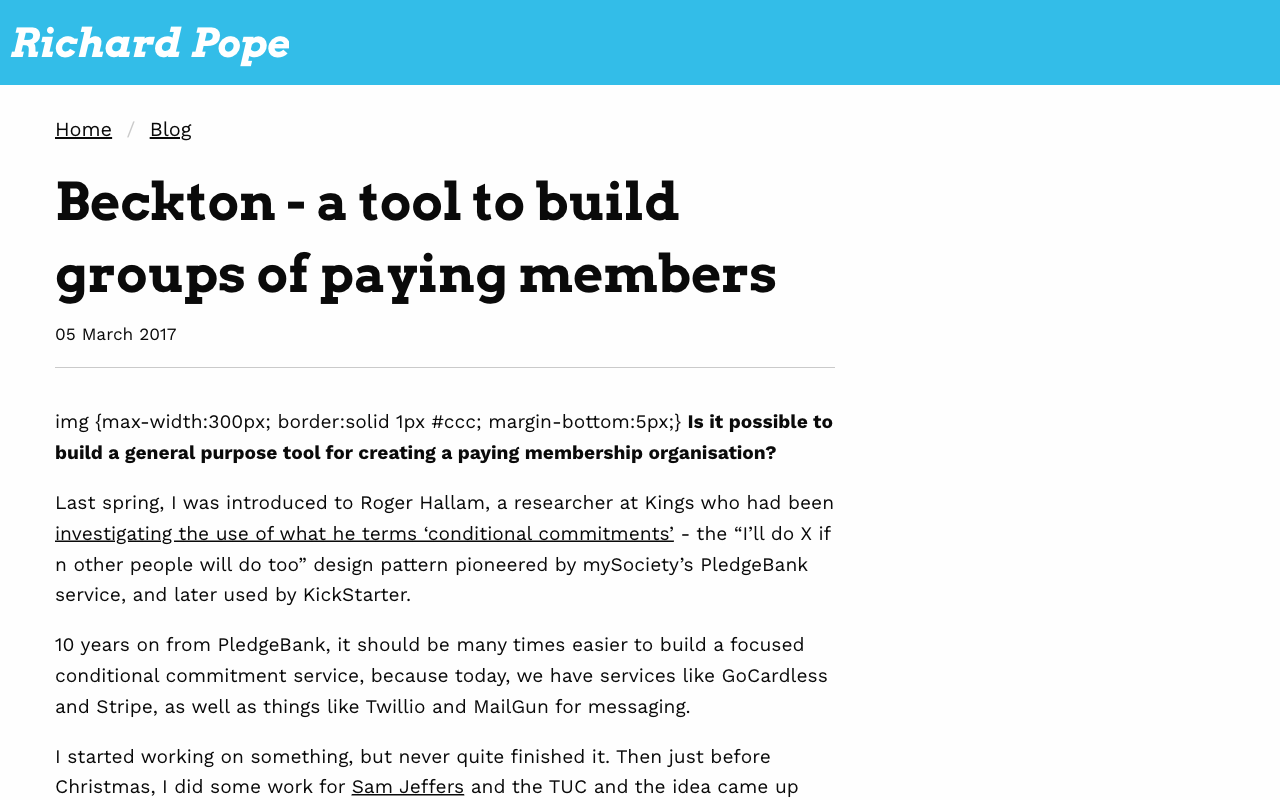 Richard Pope
Home / Blog
Beckton - a tool to build
groups of paying members
05 March 2017
img {max-width:300px; border:solid 1px #ccc; margin-bottom:5px;} Is it possible to
build a general purpose tool for creating a paying membership organisation?
Last spring, I was introduced to Roger Hallam, a researcher at Kings who had been
investigating the use of what he terms ‘conditional commitments’ - the “I’ll do X if
n other people will do too” design pattern pioneered by mySociety’s PledgeBank
service, and later used by KickStarter.
10 years on from PledgeBank, it should be many times easier to build a focused
conditional commitment service, because today, we have services like GoCardless
and Stripe, as well as things like Twillio and MailGun for messaging.
I started working on something, but never quite finished it. Then just before
Christmas, I did some work for Sam Jeffers and the TUC and the idea came up